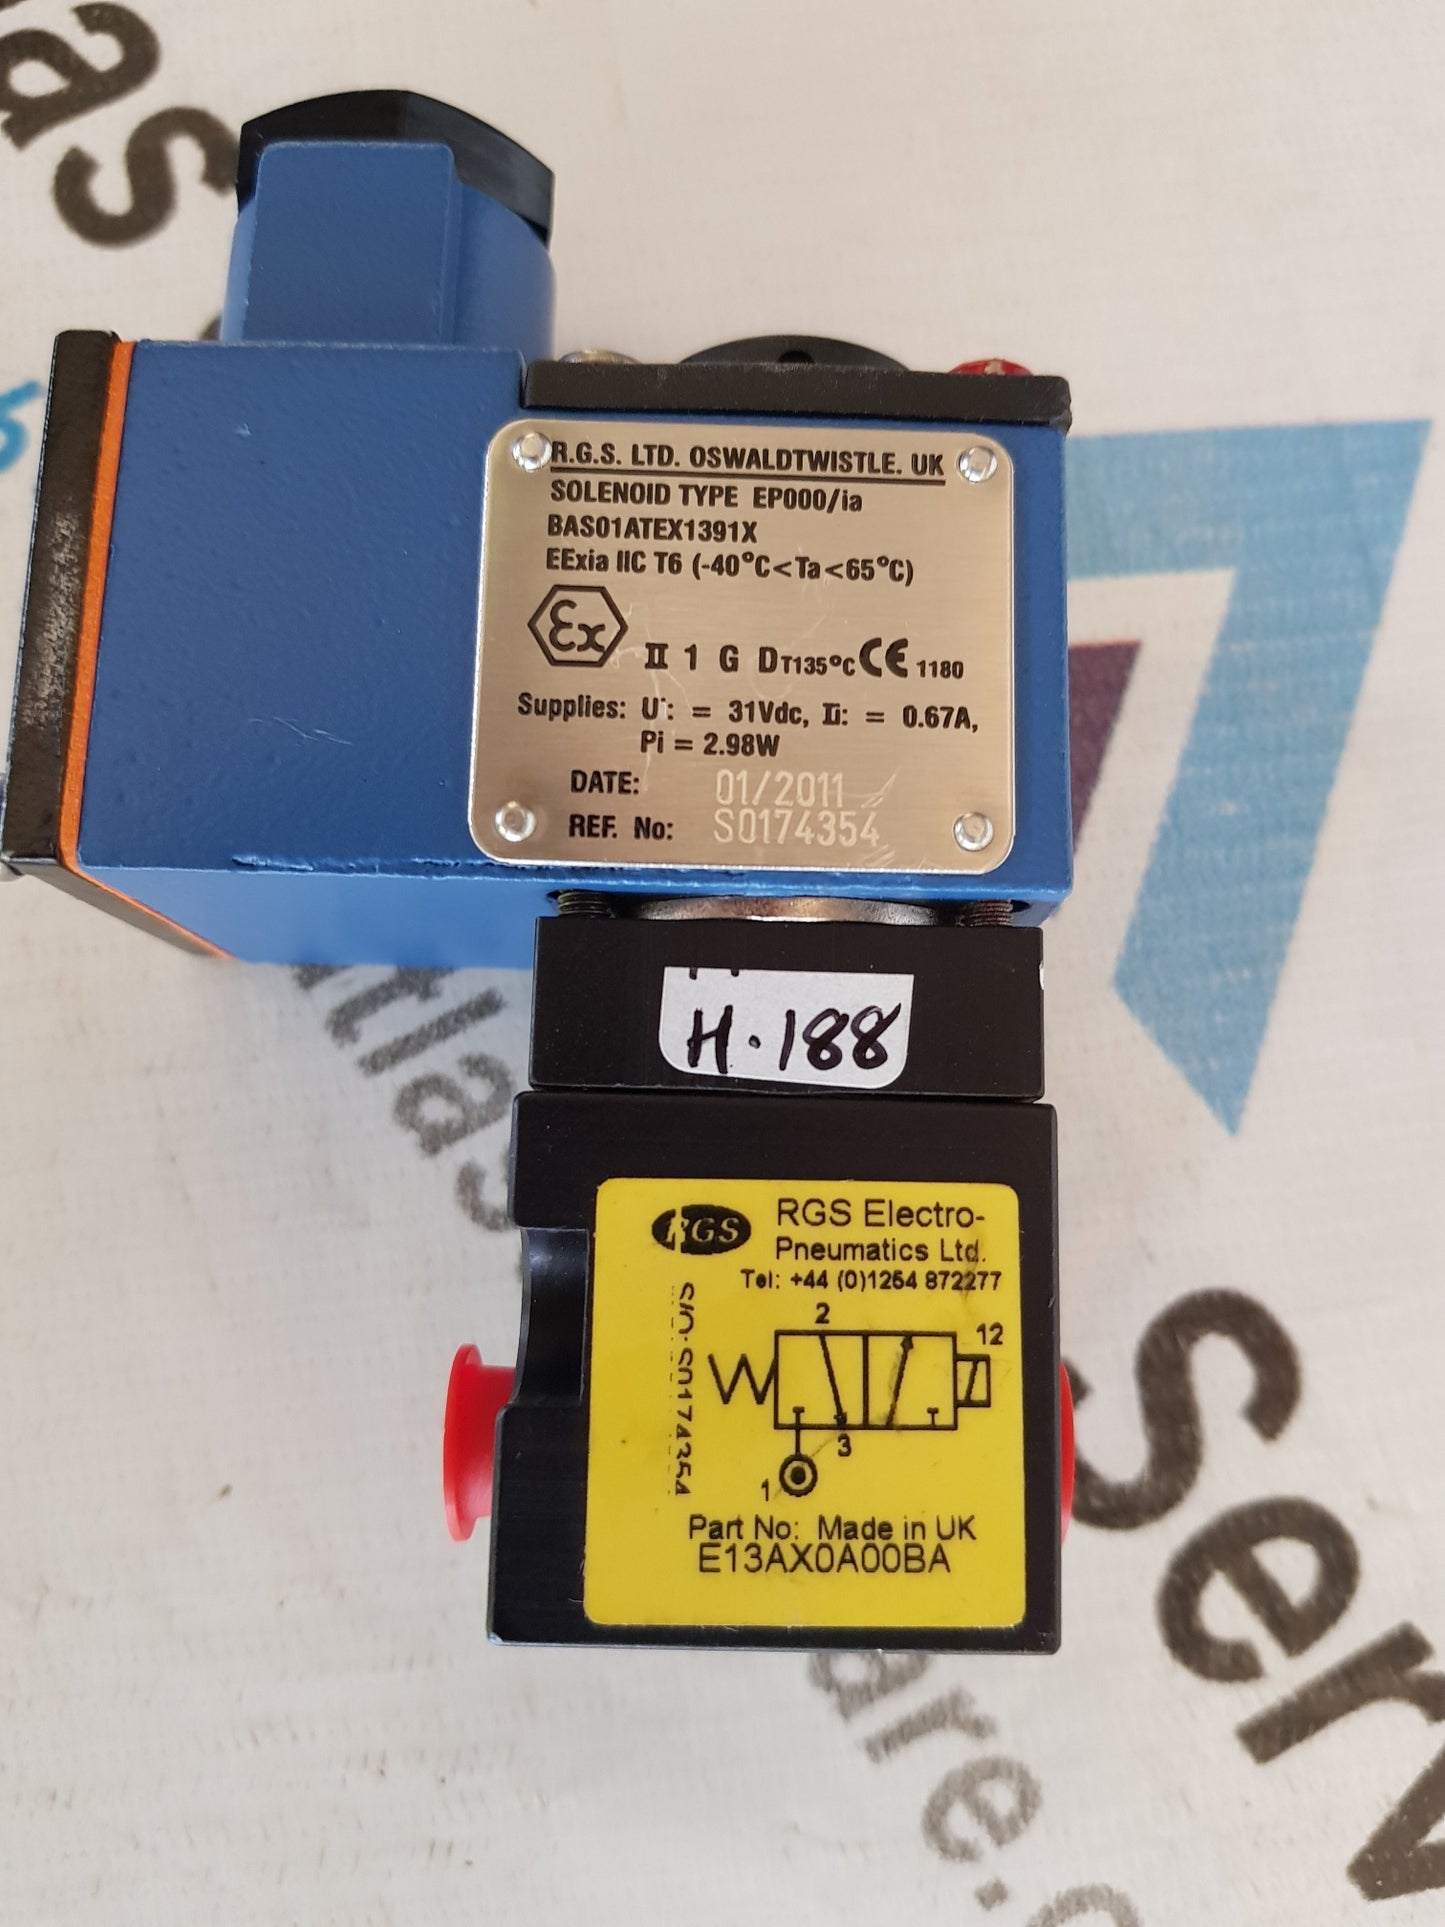 R.G.S. LTD. OSWALDTWISTLE. UK
SOLENOID TYPE EP000/ia
BAS01ATEX1391X
EExia IIC T6 (-40°C<Ta<65°C)
Ex II 1 G D T135°C CE 1180
Supplies: Ui: = 31Vdc, Ii: = 0.67A,
Pi = 2.98W
DATE: 01/2011
REF. No: S0174354
H.188
RGS
RGS Electro-
Pneumatics Ltd.
Tel: +44 (0)1254 872277
2
12
3
1
Part No: Made in UK
E13AX0A00BA